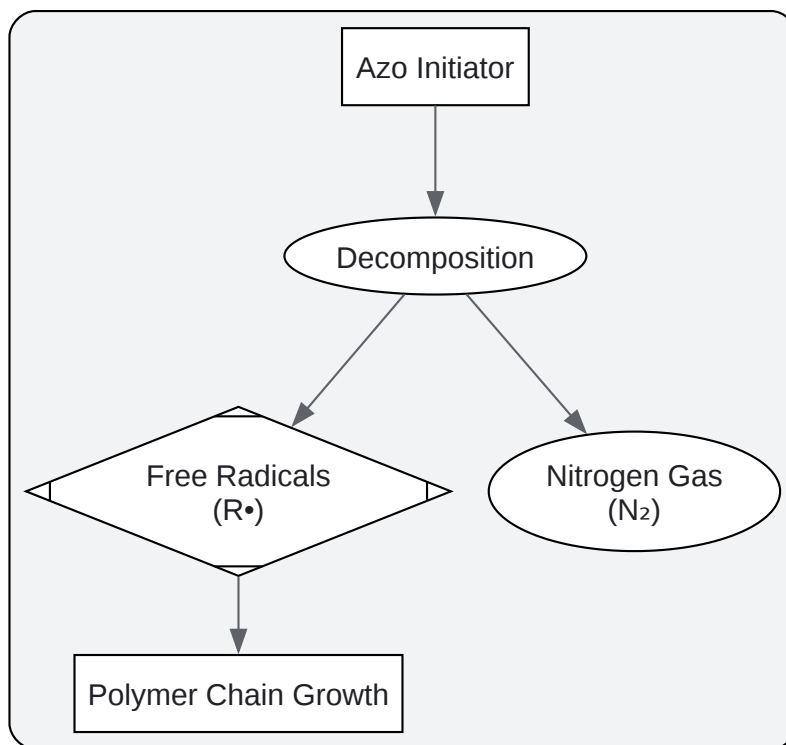 Azo Initiator
Decomposition
Free Radicals
(R•)
Nitrogen Gas
(N₂)
Polymer Chain Growth